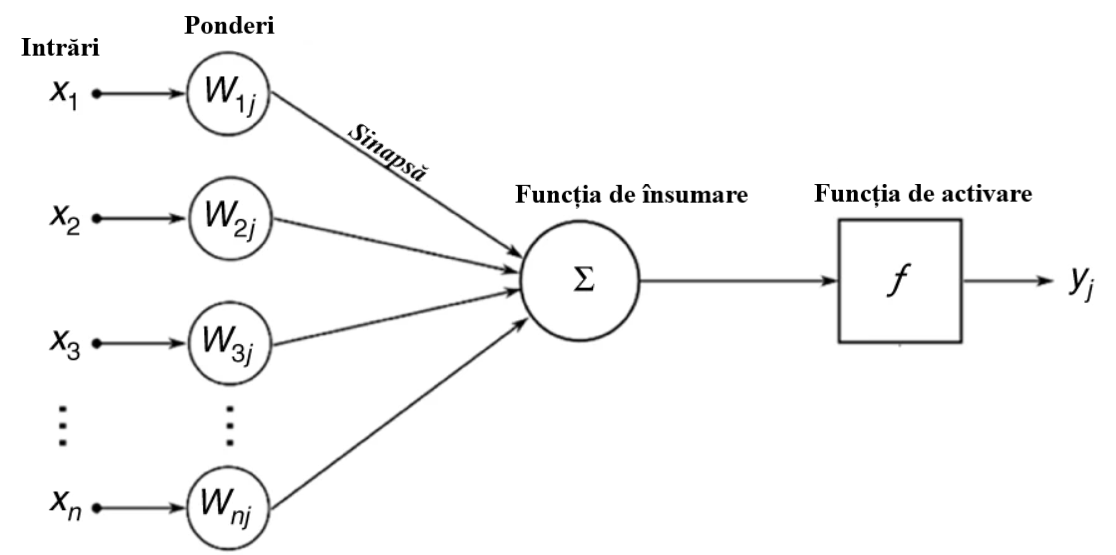 Intrări
Ponderi
x1
W1j
Sinapsă
x2
W2j
Funcția de însumare
Funcția de activare
Σ
f
yj
x3
W3j
⋮
⋮
xn
Wnj